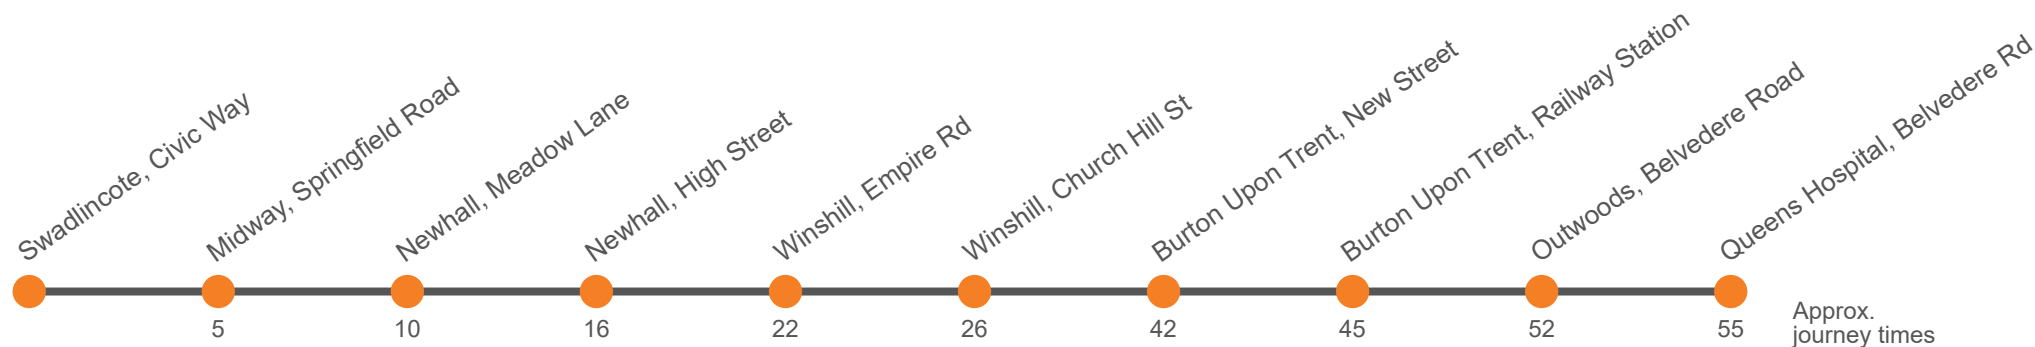 Swadlincote, Civic Way
Midway, Springfield Road
Newhall, Meadow Lane
Newhall, High Street
Winshill, Empire Rd
Winshill, Church Hill St
Burton Upon Trent, New Street
Burton Upon Trent, Railway Station
Outwoods, Belvedere Road
Queens Hospital, Belvedere Rd
5 10 16 22 26 42 45 52 55
Approx.
journey times